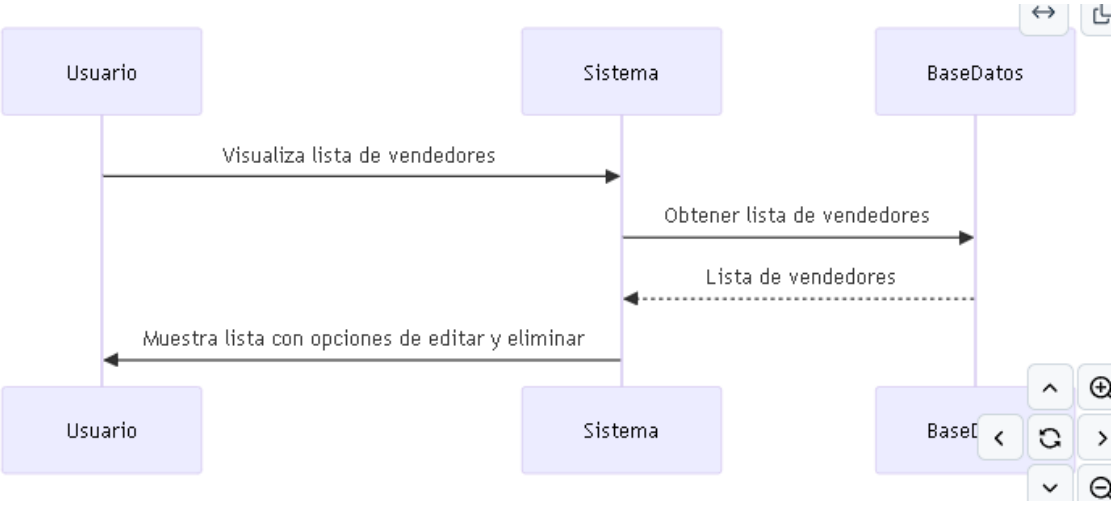 Usuario
Sistema
BaseDatos
Visualiza lista de vendedores
Obtener lista de vendedores
Lista de vendedores
Muestra lista con opciones de editar y eliminar
Usuario
Sistema